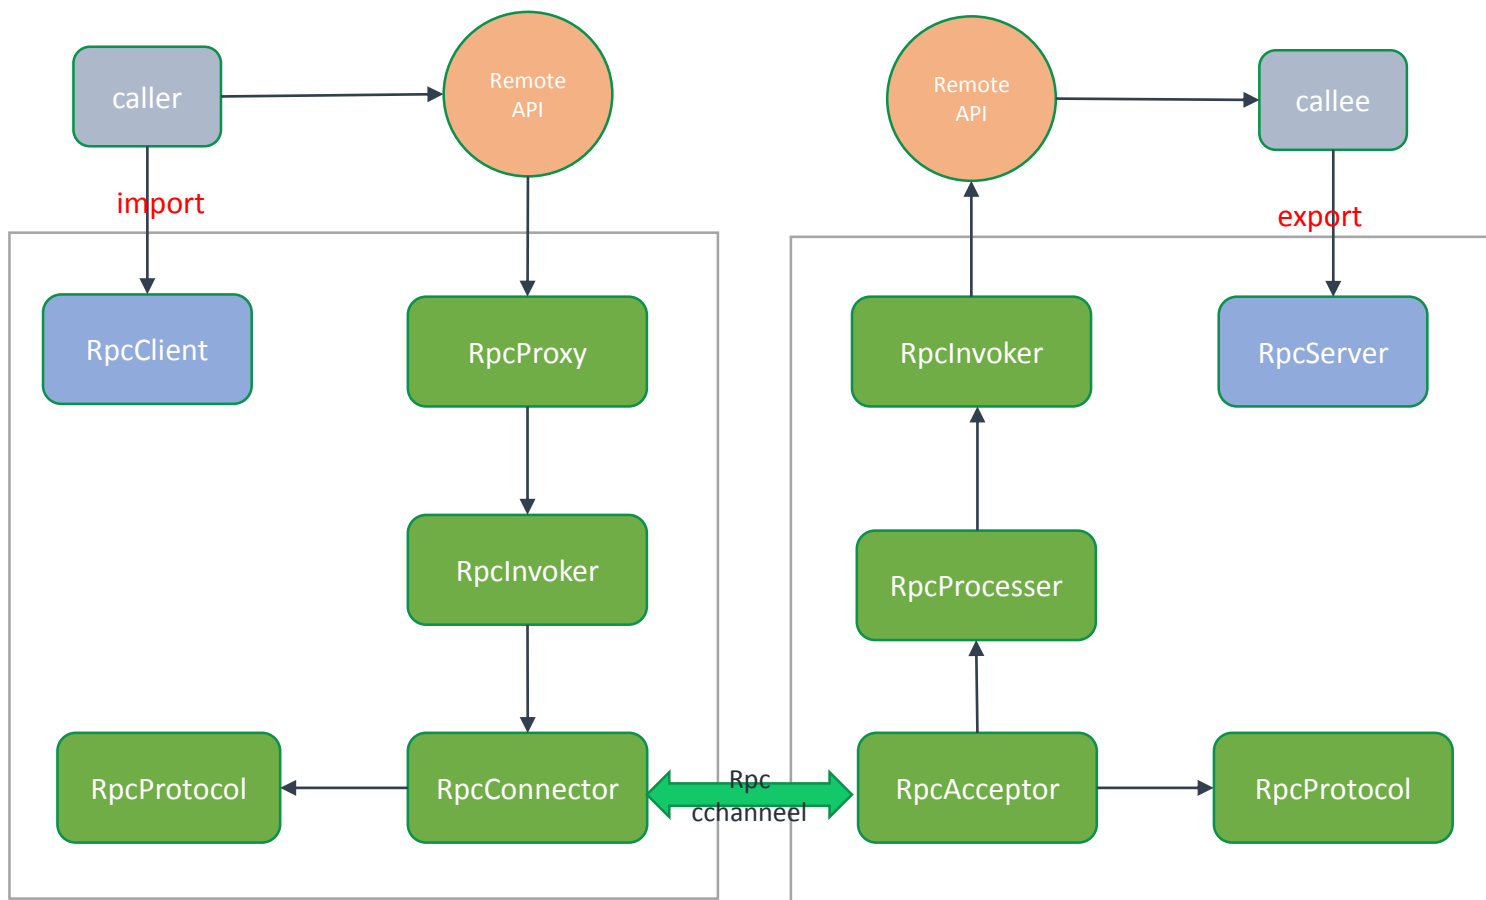 caller
Remote
API
Remote
API
callee
import
export
RpcClient
RpcProxy
RpcInvoker
RpcServer
RpcInvoker
RpcProcesser
RpcProtocol
RpcConnector
Rpc
cchanneel
RpcAcceptor
RpcProtocol